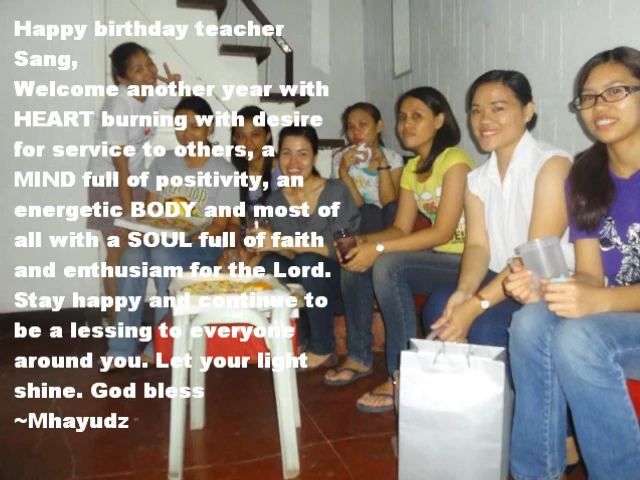 Happy birthday teacher
Sang,
Welcome another year with
HEART burning with desire
for service to others, a
MIND full of positivity, an
energetic BODY and most of
all with a SOUL full of faith
and enthusiam for the Lord.
Stay happy and continue to
be a lessing to everyone
around you. Let your light
shine. God bless
~Mhayudz